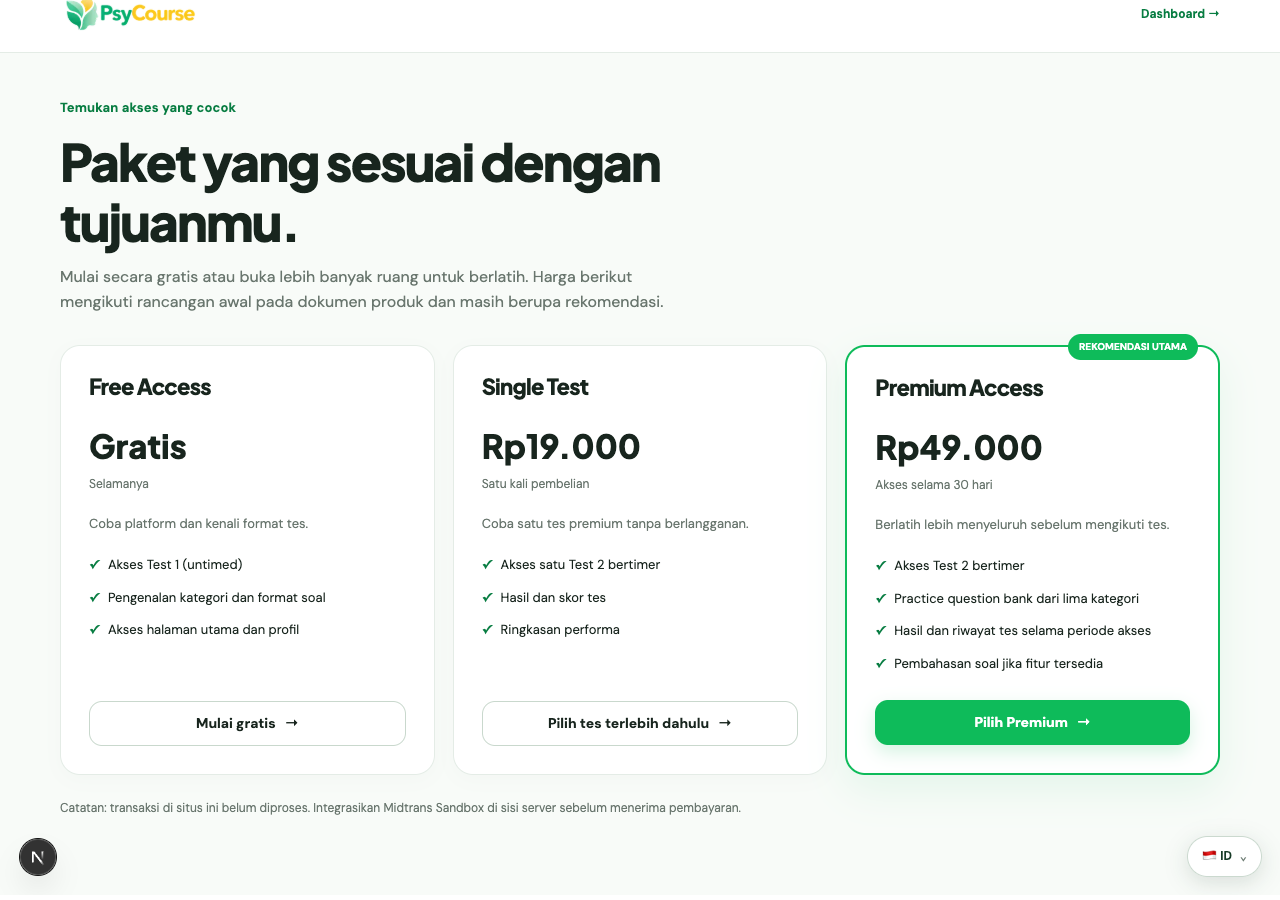 PsyCourse
Dashboard →
Temukan akses yang cocok
Paket yang sesuai dengan
tujuanmu.
Mulai secara gratis atau buka lebih banyak ruang untuk berlatih. Harga berikut
mengikuti rancangan awal pada dokumen produk dan masih berupa rekomendasi.
Free Access
Gratis
Selamanya
Coba platform dan kenali format tes.
✓ Akses Test 1 (untimed)
✓ Pengenalan kategori dan format soal
✓ Akses halaman utama dan profil
Mulai gratis →
Single Test
Rp19.000
Satu kali pembelian
Coba satu tes premium tanpa berlangganan.
✓ Akses satu Test 2 bertimer
✓ Hasil dan skor tes
✓ Ringkasan performa
Pilih tes terlebih dahulu →
REKOMENDASI UTAMA
Premium Access
Rp49.000
Akses selama 30 hari
Berlatih lebih menyeluruh sebelum mengikuti tes.
✓ Akses Test 2 bertimer
✓ Practice question bank dari lima kategori
✓ Hasil dan riwayat tes selama periode akses
✓ Pembahasan soal jika fitur tersedia
Pilih Premium →
Catatan: transaksi di situs ini belum diproses. Integrasikan Midtrans Sandbox di sisi server sebelum menerima pembayaran.
N
ID